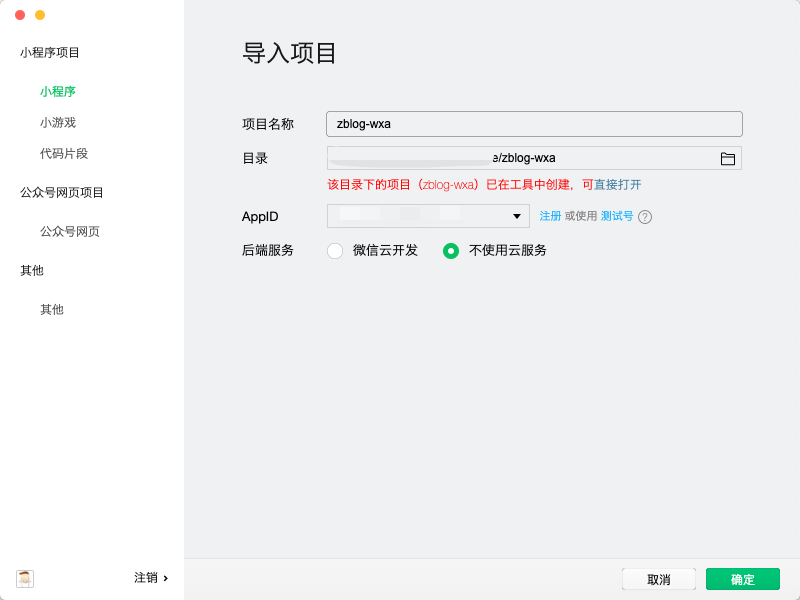 小程序项目
小程序
小游戏
代码片段
公众号网页项目
公众号网页
其他
其他
注销
导入项目
项目名称 zblog-wxa
目录 /zblog-wxa
该目录下的项目（zblog-wxa）已在工具中创建，可直接打开
AppID 注册 或使用 测试号 ?
后端服务 微信云开发 不使用云服务
取消 确定